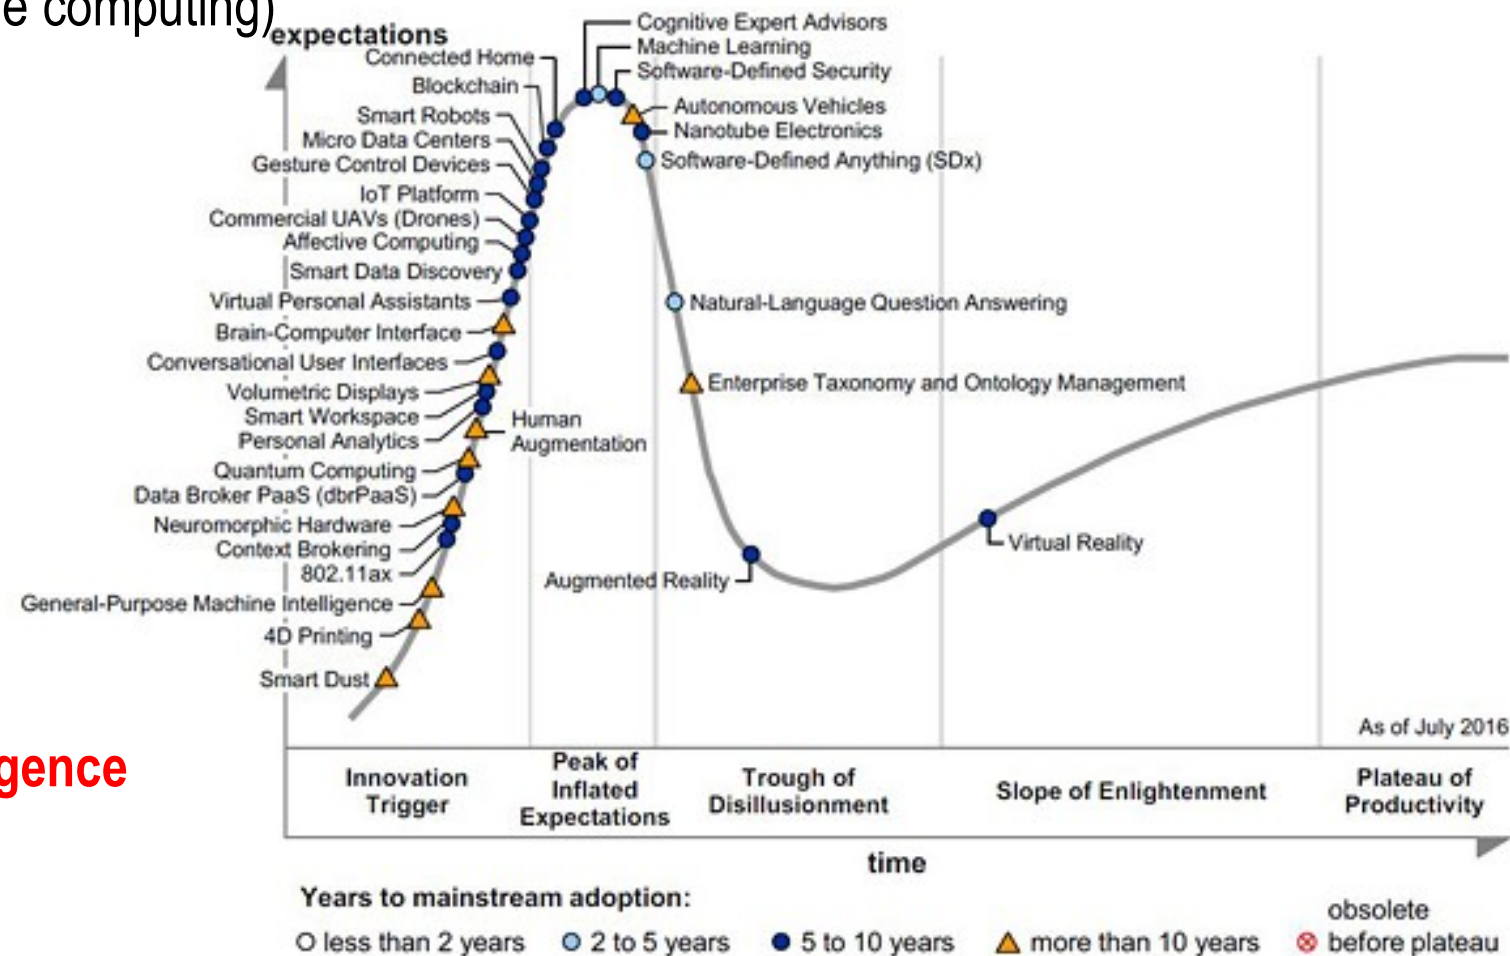 e computing)
expectations
Cognitive Expert Advisors
Machine Learning
Software-Defined Security
Connected Home
Blockchain
Smart Robots
Micro Data Centers
Gesture Control Devices
IoT Platform
Commercial UAVs (Drones)
Affective Computing
Smart Data Discovery
Virtual Personal Assistants
Brain-Computer Interface
Conversational User Interfaces
Volumetric Displays
Smart Workspace
Personal Analytics
Quantum Computing
Data Broker PaaS (dbrPaaS)
Neuromorphic Hardware
Context Brokering
802.11ax
General-Purpose Machine Intelligence
4D Printing
Smart Dust
Human
Augmentation
Autonomous Vehicles
Nanotube Electronics
Software-Defined Anything (SDx)
Natural-Language Question Answering
Enterprise Taxonomy and Ontology Management
Augmented Reality
Virtual Reality
As of July 2016
gence
Innovation
Trigger
Peak of
Inflated
Expectations
Trough of
Disillusionment
Slope of Enlightenment
Plateau of
Productivity
time
Years to mainstream adoption:
less than 2 years
2 to 5 years
5 to 10 years
more than 10 years
obsolete
before plateau